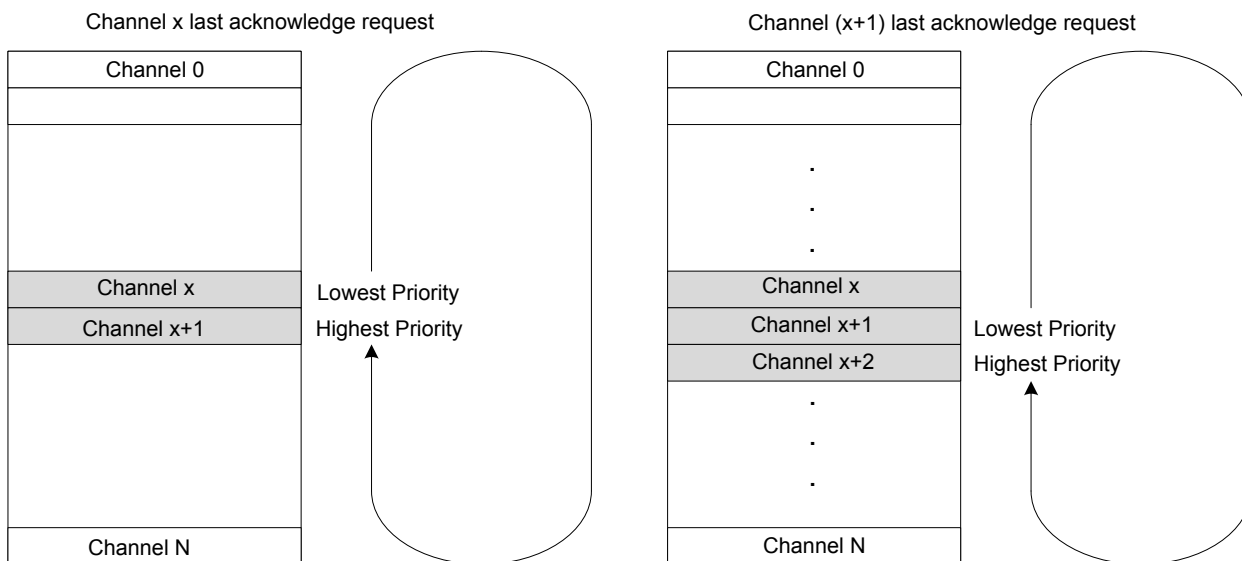 Channel x last acknowledge request
Channel 0
Channel x
Lowest Priority
Channel x+1
Highest Priority
Channel N
Channel (x+1) last acknowledge request
Channel 0
.
.
.
Channel x
Channel x+1
Lowest Priority
Channel x+2
Highest Priority
.
.
.
Channel N